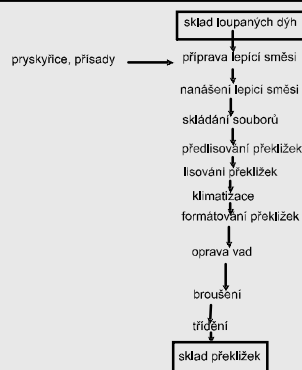 sklad loupaných dýh
pryskyřice, přísady
příprava lepící směsi
nanášení lepicí směsi
skládání souborů
předlisování překližek
lisování překližek
klimatizace
formátování překližek
oprava vad
broušení
třídění
sklad překližek